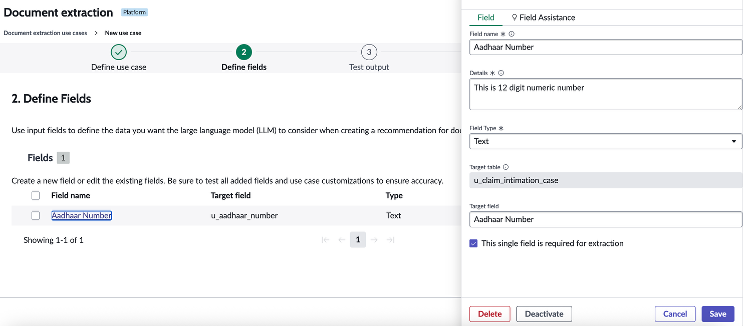 Document extraction Platform
Document extraction use cases > New use case
2 3
Define use case Define fields Test output
2. Define Fields
Use input fields to define the data you want the large language model (LLM) to consider when creating a recommendation for
Fields 1
Create a new field or edit the existing fields. Be sure to test all added fields and use case customizations to ensure accuracy.
Field name Target field Type
Aadhaar Number u_aadhaar_number Text
Showing 1-1 of 1 1
Field Field Assistance
Field name *
Aadhaar Number
Details *
This is 12 digit numeric number
Field Type *
Text
Target table
u_claim_intimation_case
Target field
Aadhaar Number
This single field is required for extraction
Delete Deactivate Cancel Save